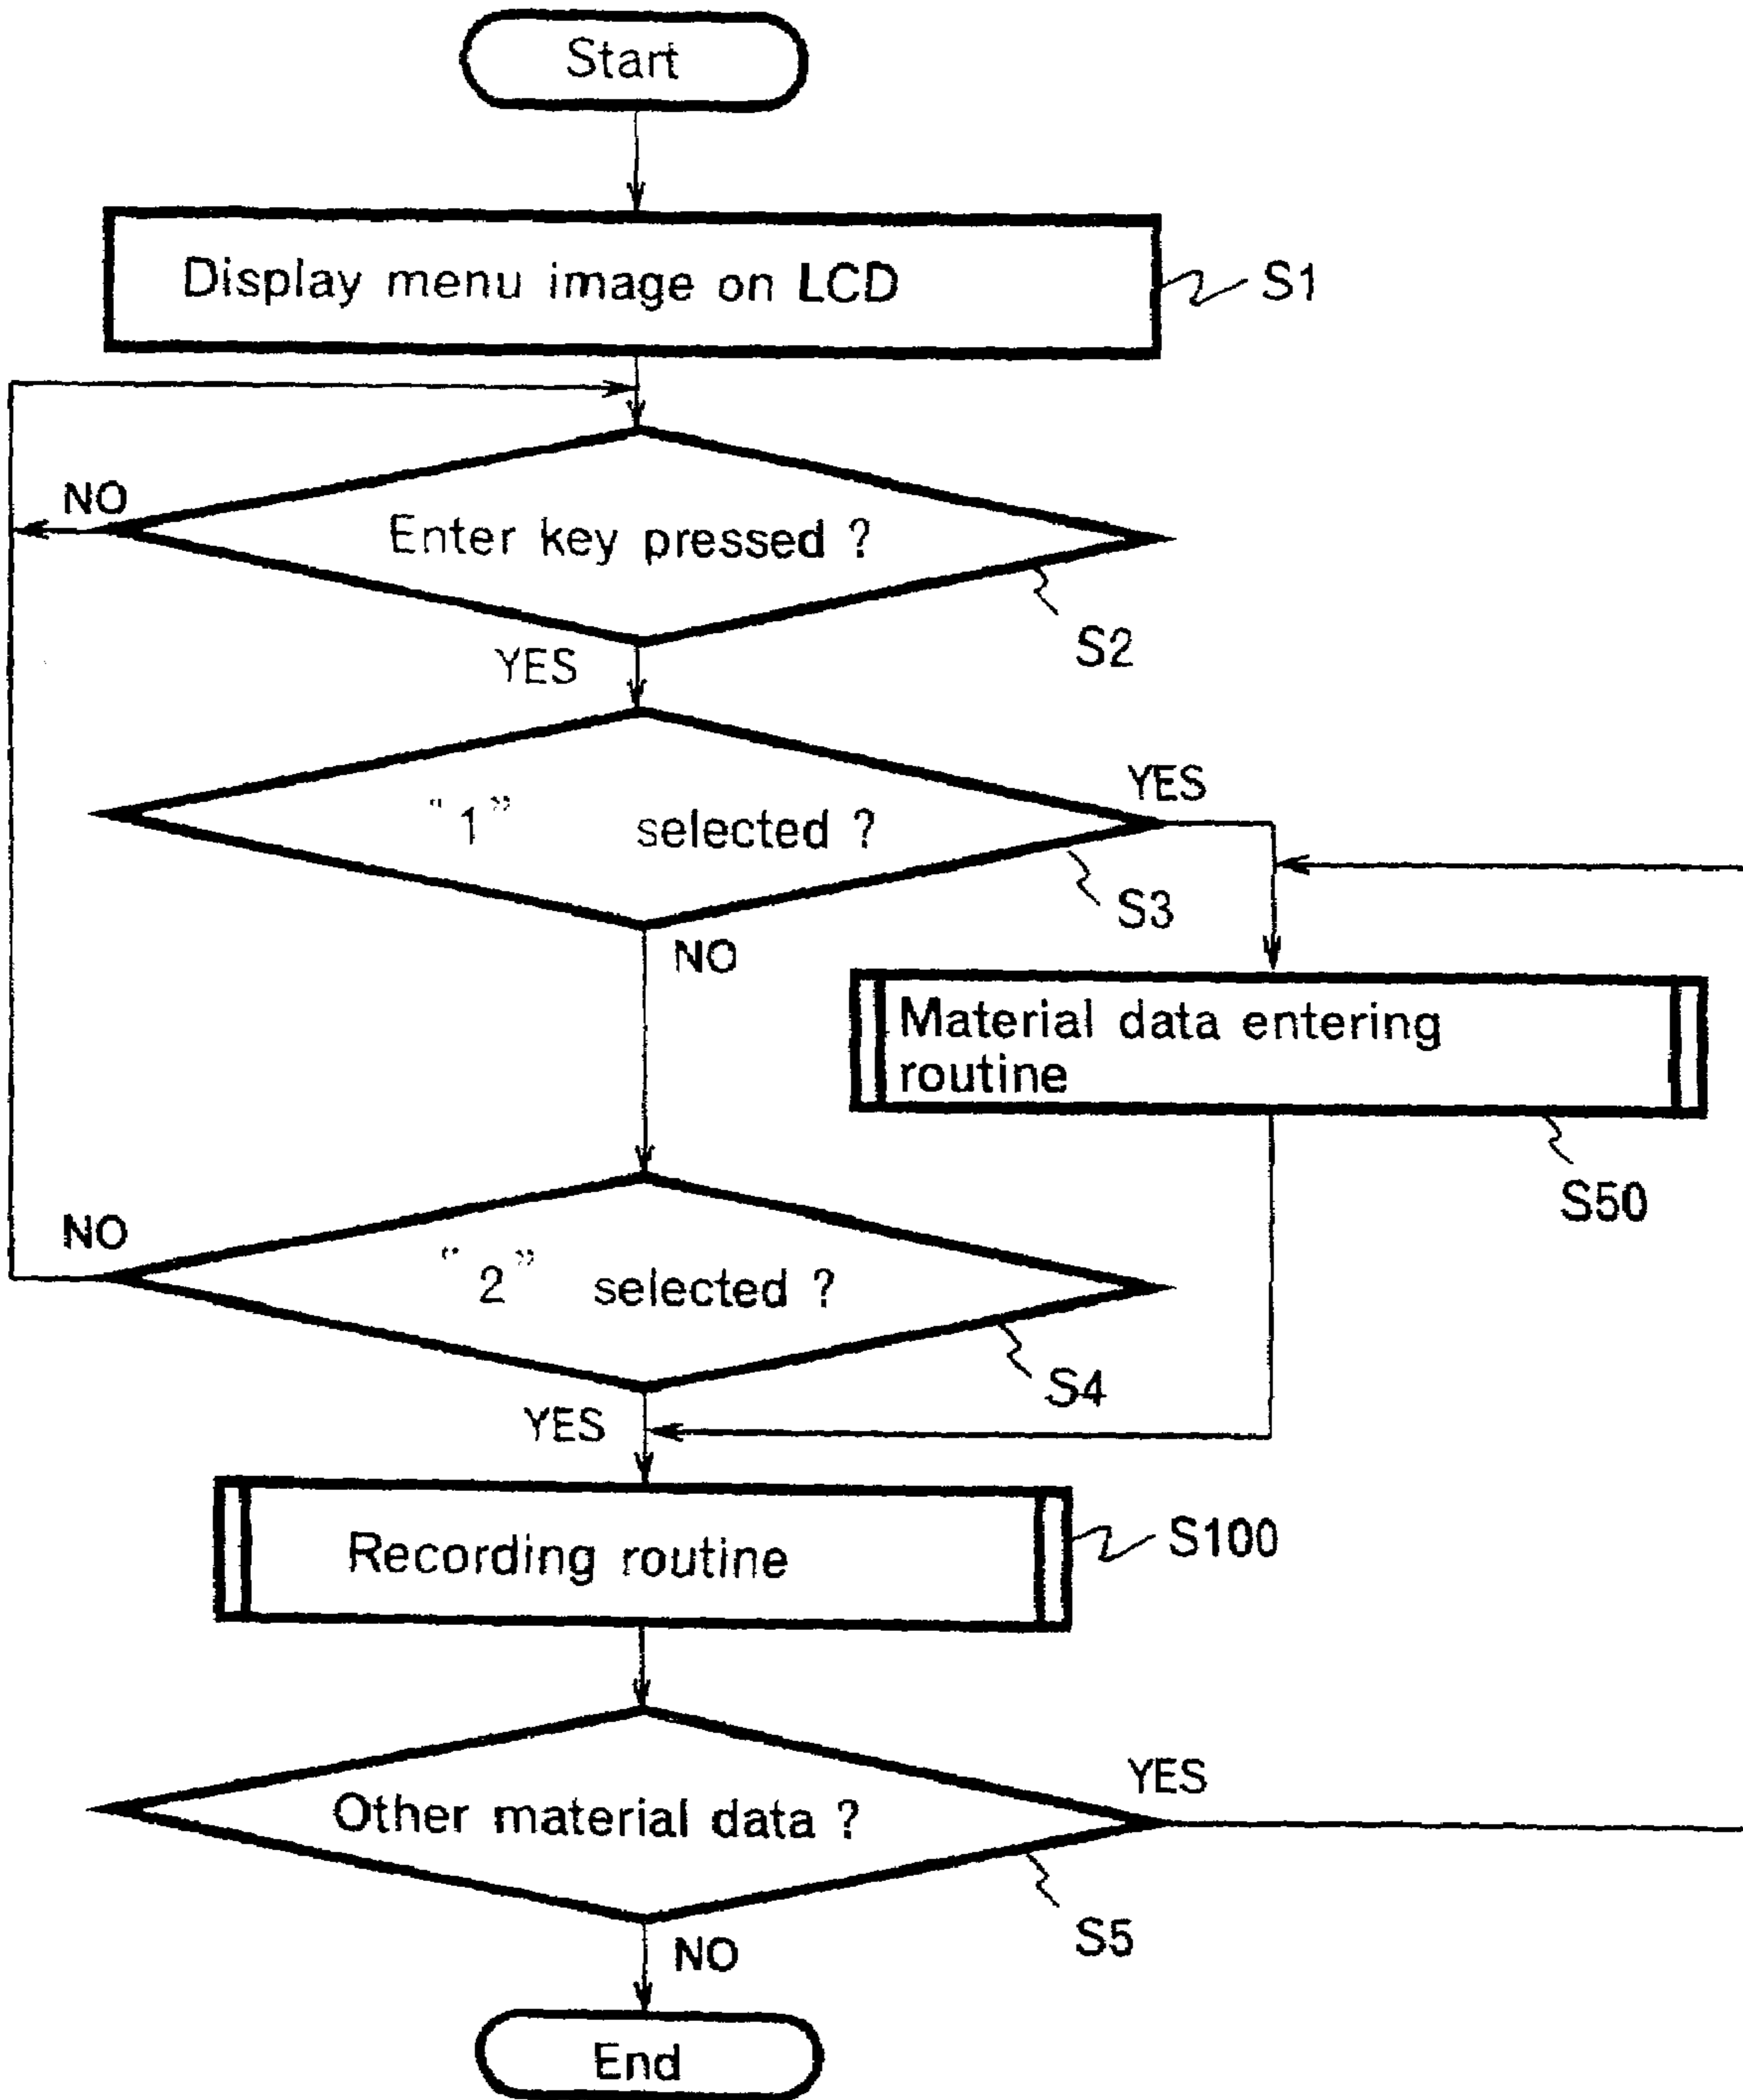 Start
Display menu image on LCD
S1
NO
Enter key pressed ?
S2
YES
"1" selected ?
YES
S3
NO
Material data entering
routine
S50
NO
"2" selected ?
S4
YES
Recording routine
S100
Other material data ?
YES
S5
NO
End